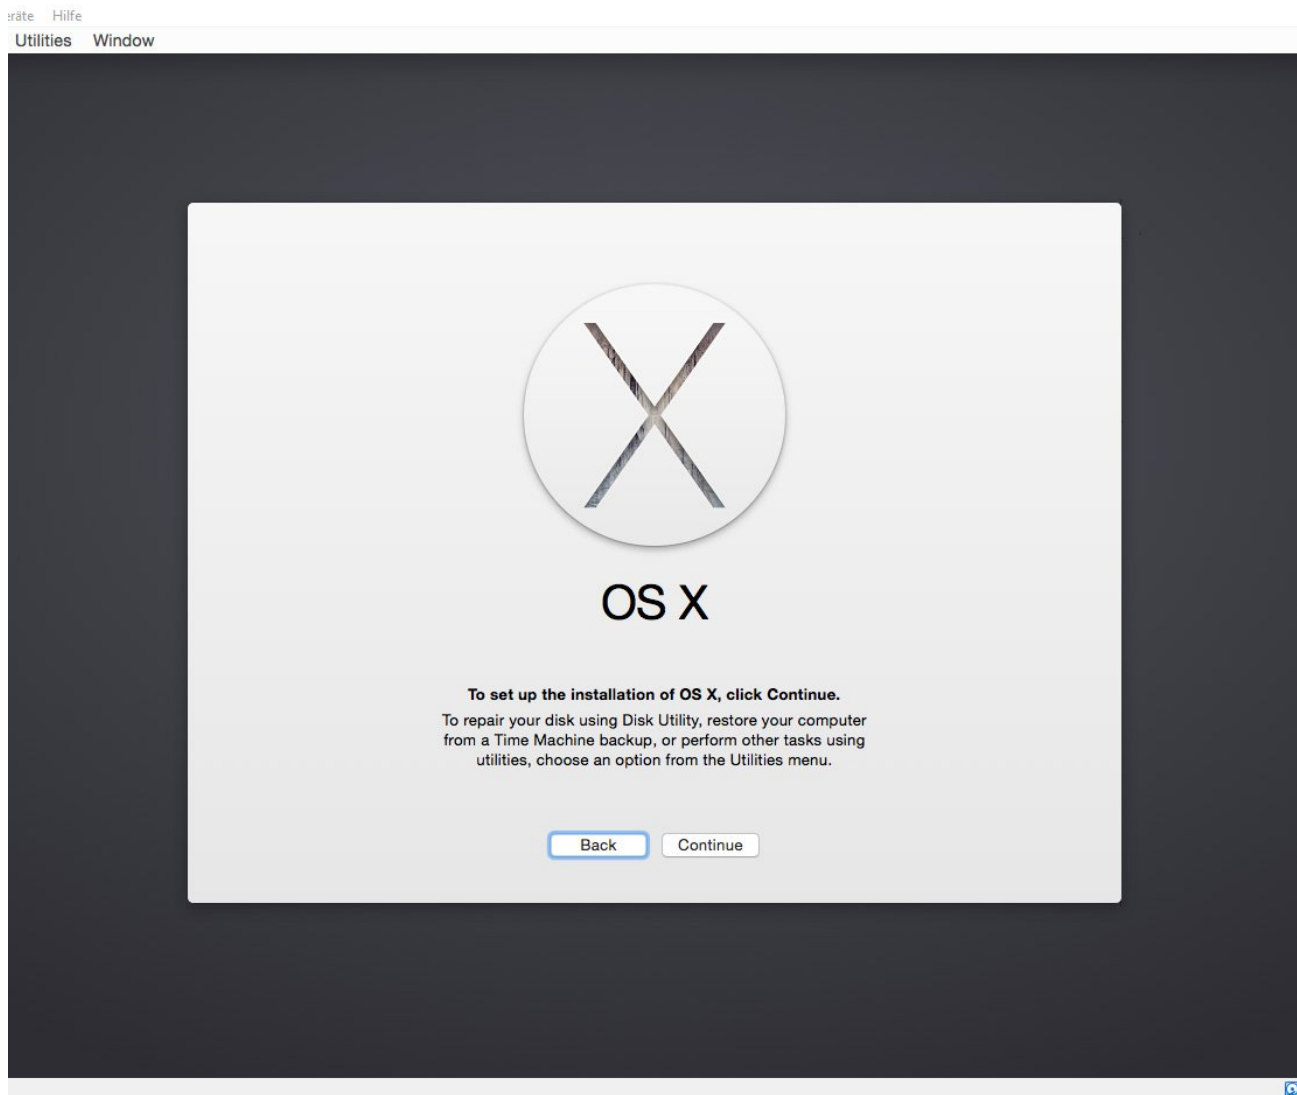 eräte Hilfe
Utilities Window
OS X
To set up the installation of OS X, click Continue.
To repair your disk using Disk Utility, restore your computer
from a Time Machine backup, or perform other tasks using
utilities, choose an option from the Utilities menu.
Back Continue